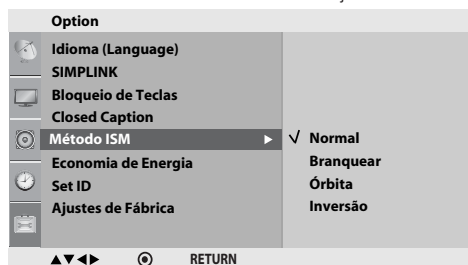 Option
Idioma (Language)
SIMPLINK
Bloqueio de Teclas
Closed Caption
Método ISM
Economia de Energia
Set ID
Ajustes de Fábrica
Normal
Branquear
Órbita
Inversão
RETURN